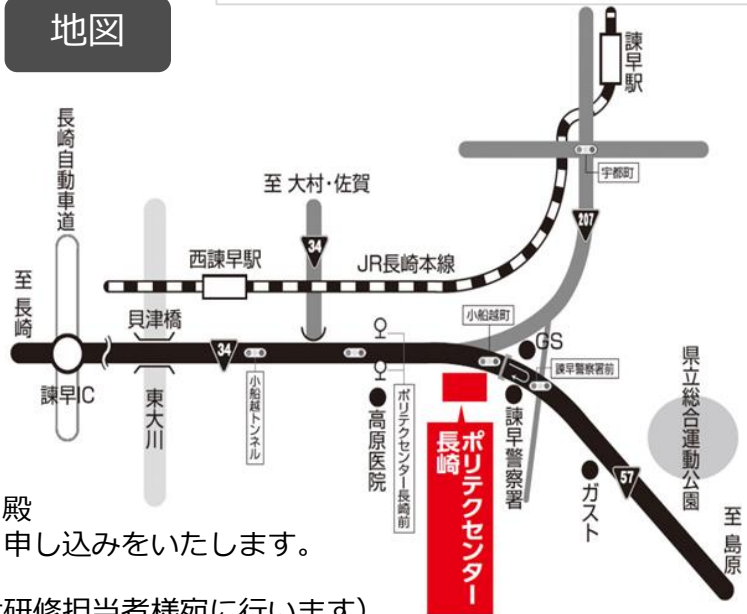 地図
諫早駅
長崎自動車道
宇都町
至 大村・佐賀
207
34
西諫早駅
JR長崎本線
至 長崎
貝津橋
小船越町
GS
34
諫早警察署前
県立総合運動公園
諫早IC
東大川
小船越トンネル
高原医院
ポリテクセンター長崎前
ポリテクセンター
長崎
諫早警察署
ガスト
57
至 島原
殿
申し込みをいたします。
研修担当者様宛に行います)